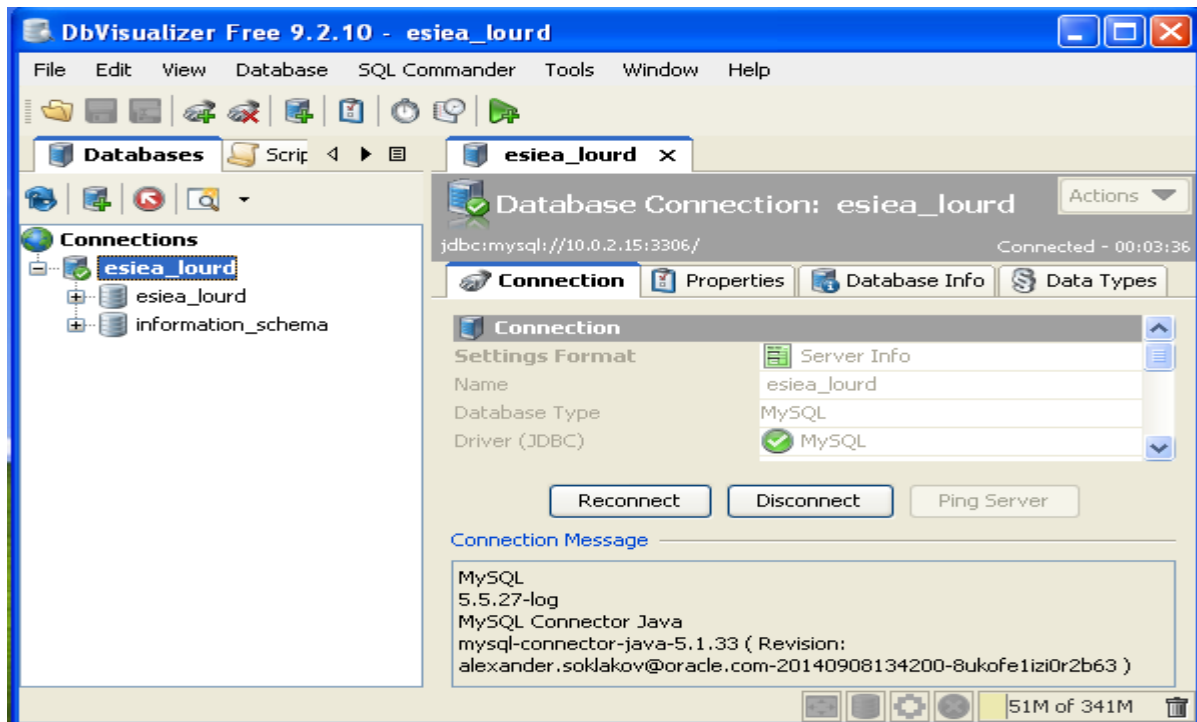 DbVisualizer Free 9.2.10 - esiea_lourd
File Edit View Database SQL Commander Tools Window Help
Databases Scrip
Connections
esiea_lourd
esiea_lourd
information_schema
esiea_lourd
Database Connection: esiea_lourd Actions
jdbc:mysql://10.0.2.15:3306/ Connected - 00:03:36
Connection Properties Database Info Data Types
Connection
Settings Format Server Info
Name esiea_lourd
Database Type MySQL
Driver (JDBC) MySQL
Reconnect Disconnect Ping Server
Connection Message
MySQL
5.5.27-log
MySQL Connector Java
mysql-connector-java-5.1.33 ( Revision:
alexander.soklakov@oracle.com-20140908134200-8ukofe1izi0r2b63 )
51M of 341M